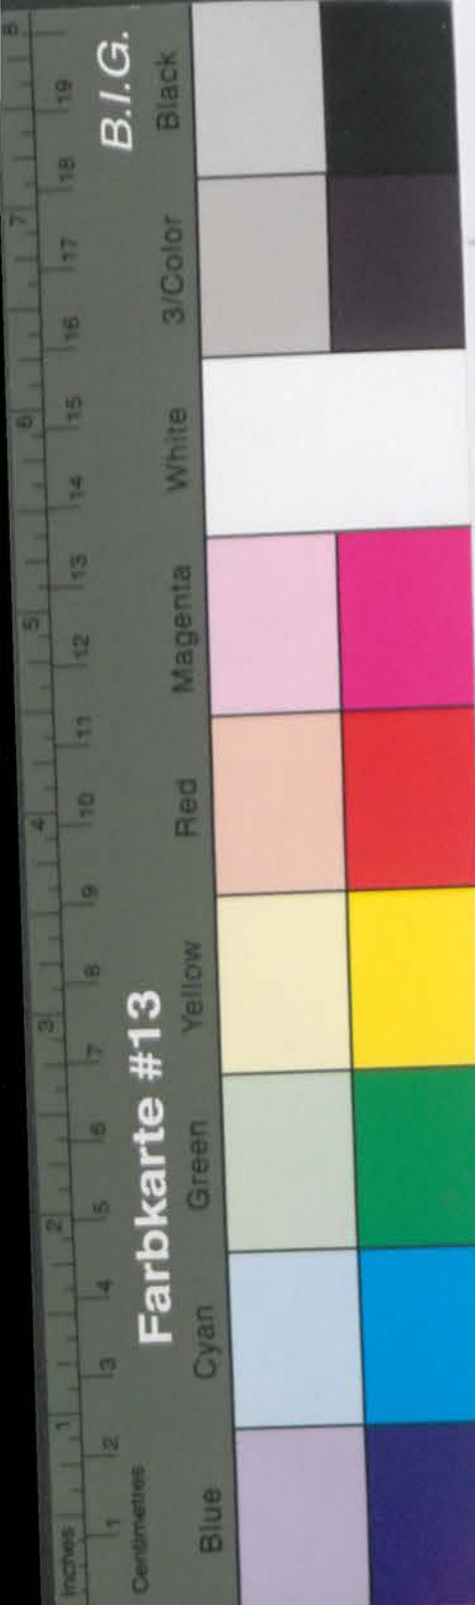 Farbkarte #13 B.I.G.
Blue Cyan Green Yellow Red Magenta White 3/Color Black
Centimetres
1 2 3 4 5 6 7 8 9 10 11 12 13 14 15 16 17 18 19
Inches
1 2 3 4 5 6 7 8